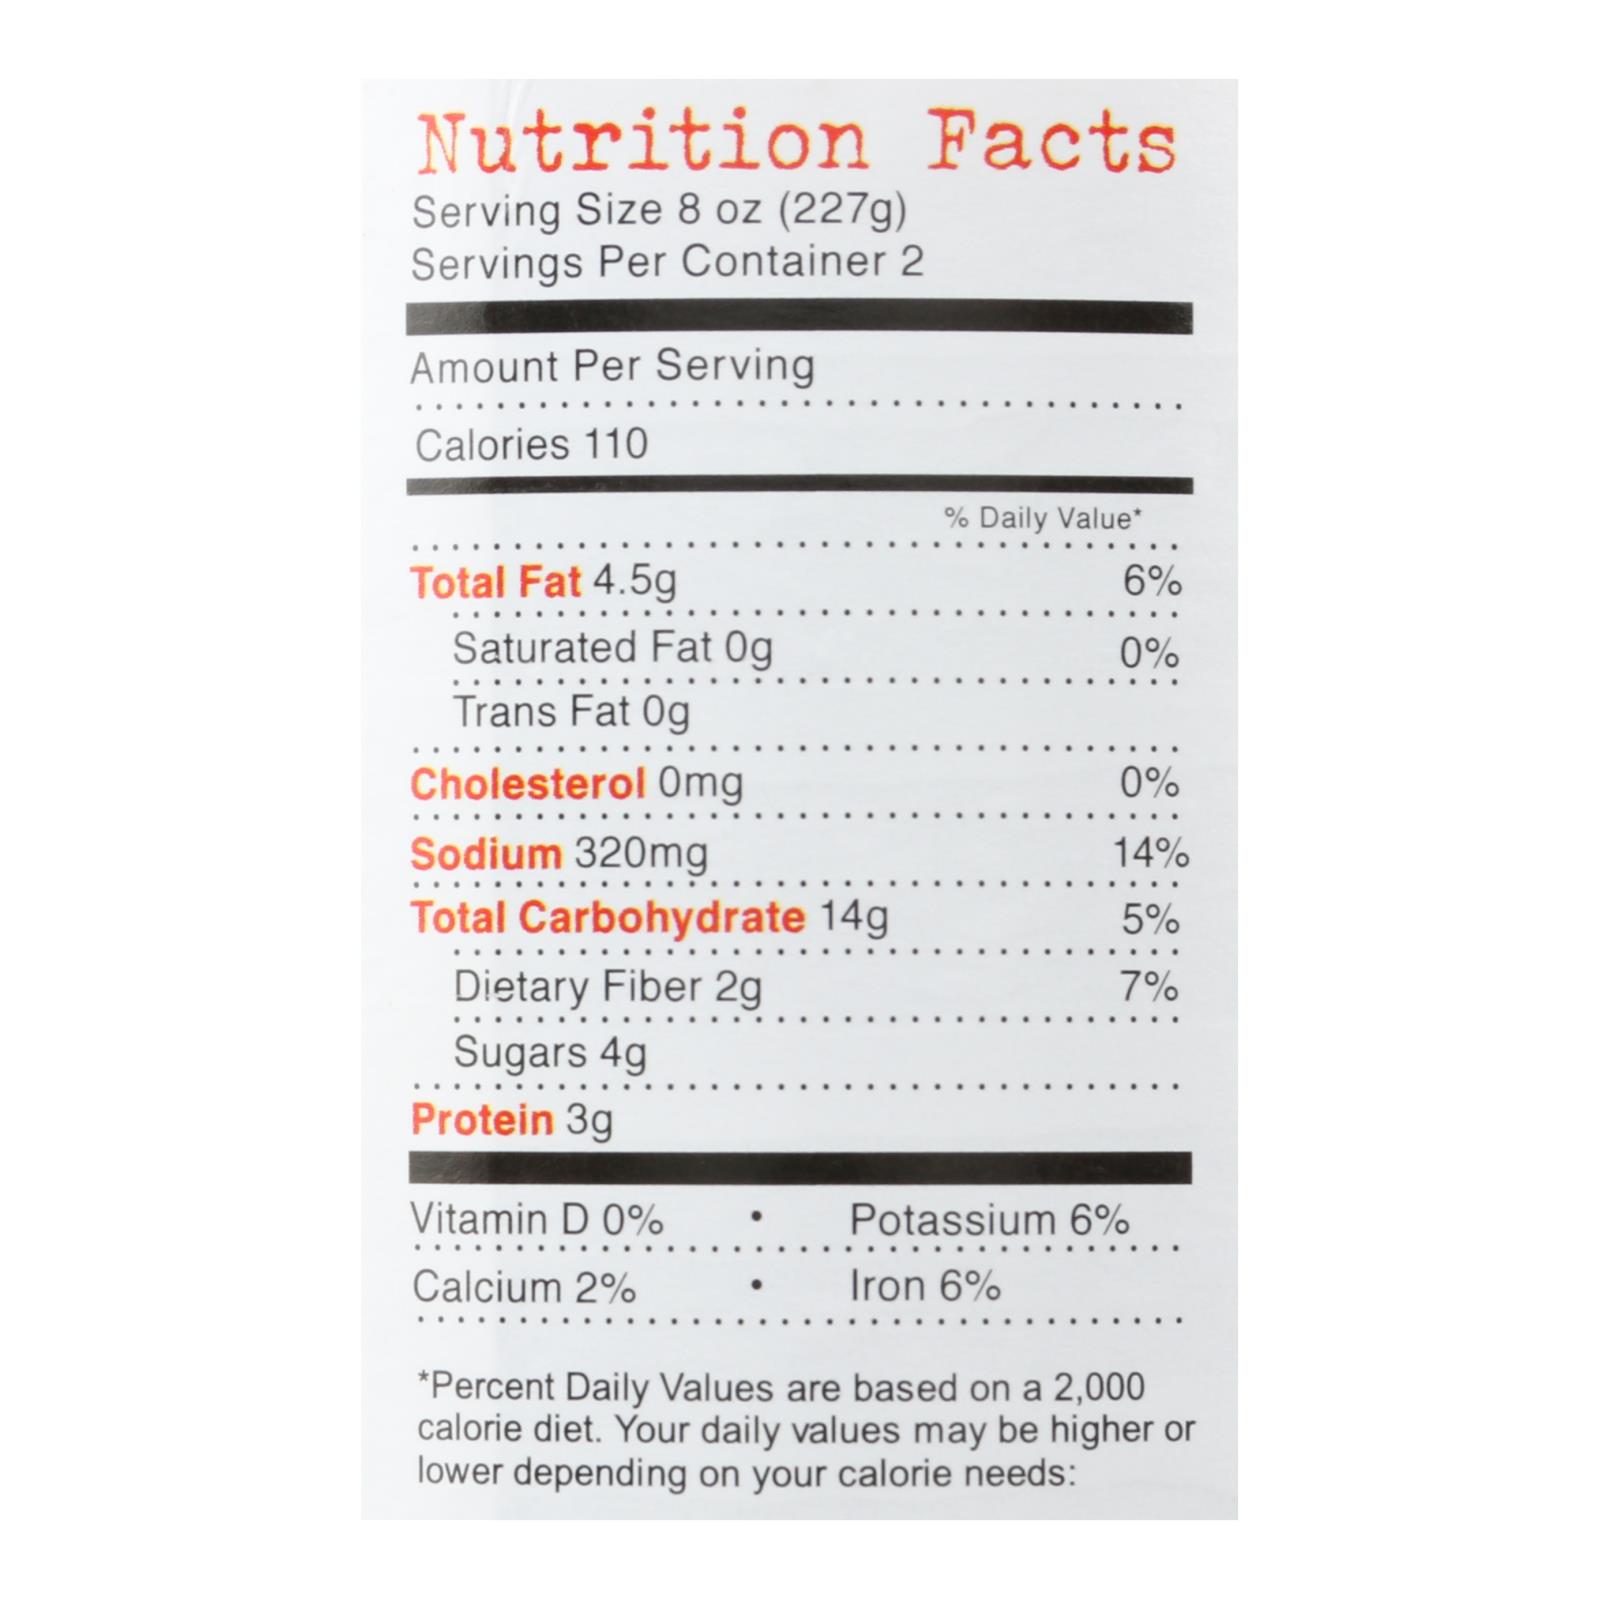 Nutrition Facts
Serving Size 8 oz (227g)
Servings Per Container 2
Amount Per Serving
Calories 110
% Daily Value*
Total Fat 4.5g 6%
Saturated Fat 0g 0%
Trans Fat 0g
Cholesterol 0mg 0%
Sodium 320mg 14%
Total Carbohydrate 14g 5%
Dietary Fiber 2g 7%
Sugars 4g
Protein 3g
Vitamin D 0% • Potassium 6%
Calcium 2% • Iron 6%
*Percent Daily Values are based on a 2,000
calorie diet. Your daily values may be higher or
lower depending on your calorie needs: